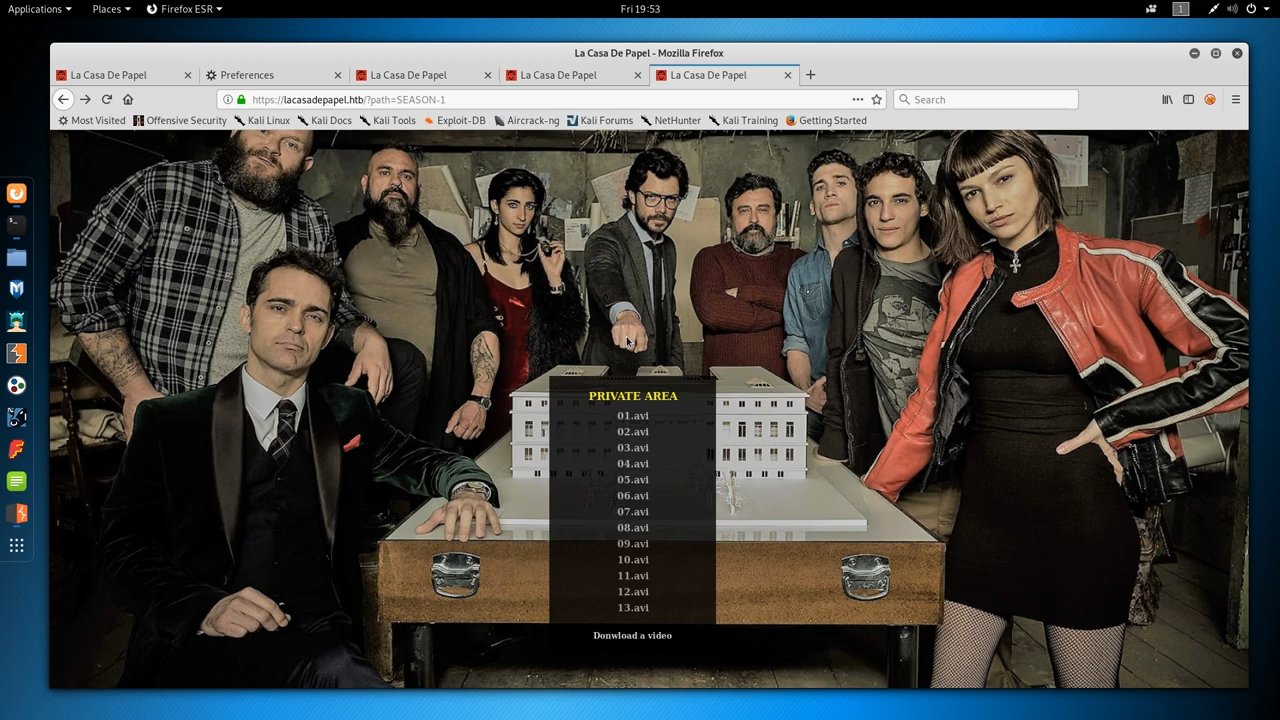 Applications Places Firefox ESR Fri 19:53 1
La Casa De Papel - Mozilla Firefox
La Casa De Papel Preferences La Casa De Papel La Casa De Papel La Casa De Papel
https://lacasadepapel.htb/?path=SEASON-1 Search
Most Visited Offensive Security Kali Linux Kali Docs Kali Tools Exploit-DB Aircrack-ng Kali Forums NetHunter Kali Training Getting Started
PRIVATE AREA
01.avi
02.avi
03.avi
04.avi
05.avi
06.avi
07.avi
08.avi
09.avi
10.avi
11.avi
12.avi
13.avi
Donwload a video